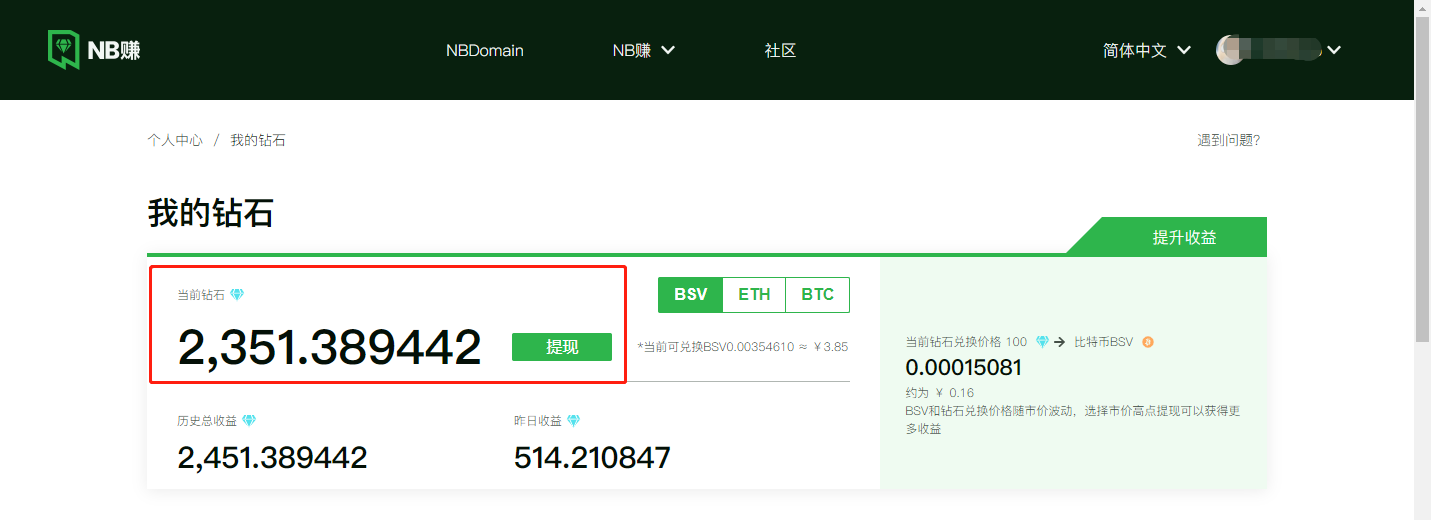 NB赚
NBDomain
NB赚
社区
简体中文
个人中心 / 我的钻石
遇到问题?
我的钻石
提升收益
当前钻石
2,351.389442
提现
BSV
ETH
BTC
*当前可兑换BSV0.00354610 ≈ ￥3.85
历史总收益
2,451.389442
昨日收益
514.210847
当前钻石兑换价格 100 → 比特币BSV
0.00015081
约为 ￥ 0.16
BSV和钻石兑换价格随市价波动，选择市价高点提现可以获得更
多收益